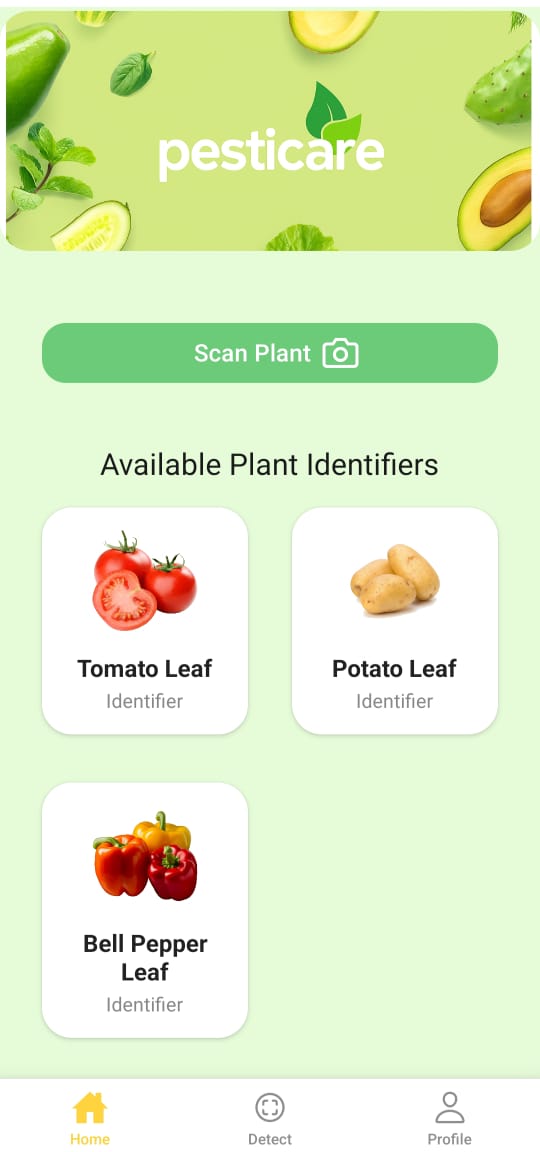 pesticare
Scan Plant
Available Plant Identifiers
Tomato Leaf
Identifier
Potato Leaf
Identifier
Bell Pepper
Leaf
Identifier
Home
Detect
Profile